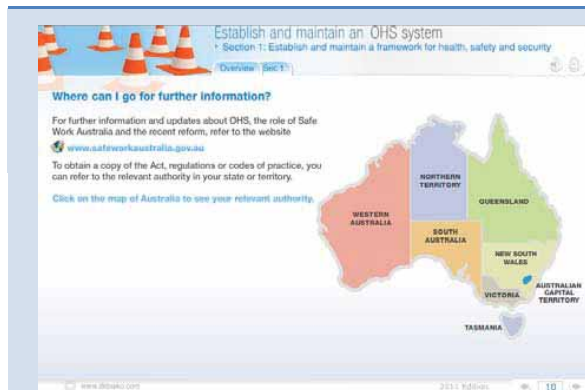 Establish and maintain an OHS system
Section 1: Establish and maintain a framework for health, safety and security
Overview Sec 1
Where can I go for further information?
For further information and updates about OHS, the role of Safe
Work Australia and the recent reform, refer to the website
www.safeworkaustralia.gov.au
To obtain a copy of the Act, regulations or codes of practice, you
can refer to the relevant authority in your state or territory.
Click on the map of Australia to see your relevant authority.
NORTHERN
TERRITORY
QUEENSLAND
WESTERN
AUSTRALIA
SOUTH
AUSTRALIA
NEW SOUTH
WALES
AUSTRALIAN
CAPITAL
TERRITORY
VICTORIA
TASMANIA
2011 Edition
10